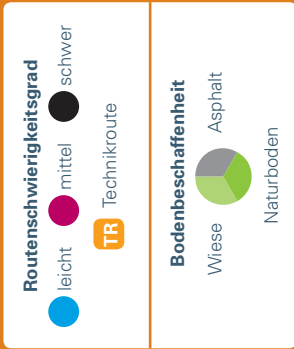 Routenschwierigkeitsgrad
leicht mittel schwer
TR Technikroute
Bodenbeschaffenheit
Wiese Asphalt
Naturboden